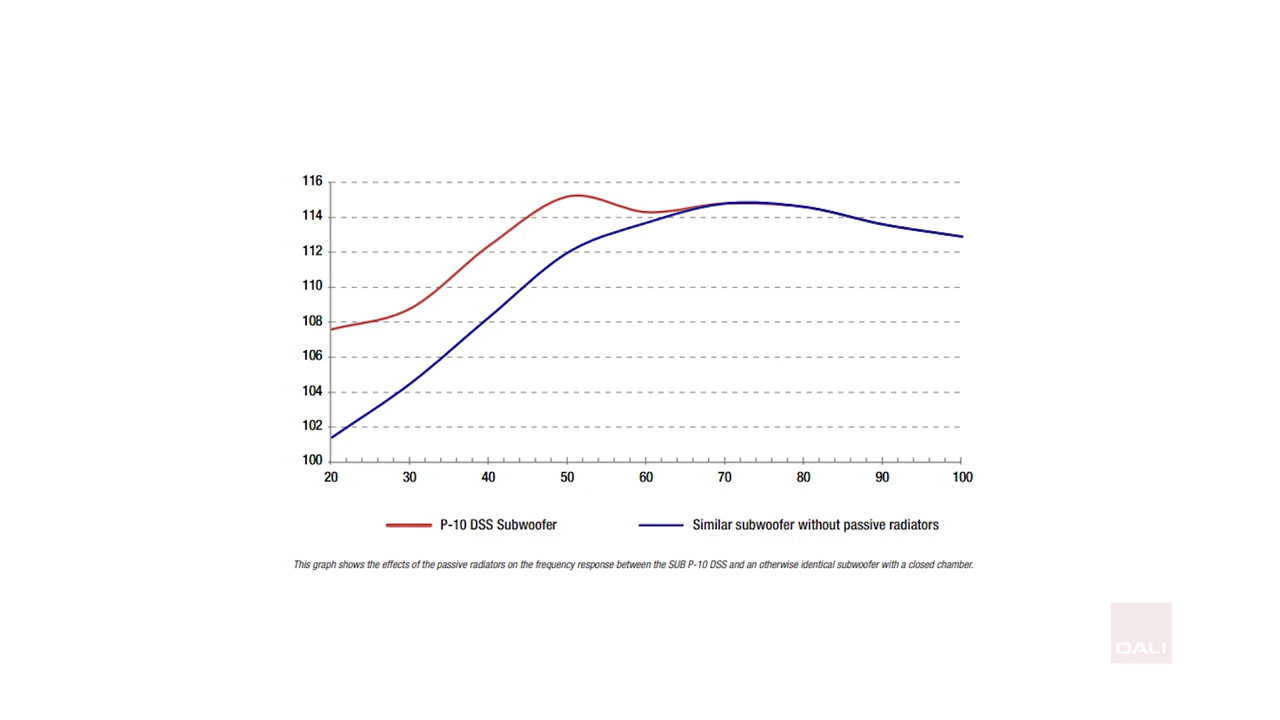 116
114
112
110
108
106
104
102
100
20 30 40 50 60 70 80 90 100
P-10 DSS Subwoofer Similar subwoofer without passive radiators
This graph shows the effects of the passive radiators on the frequency response between the SUB P-10 DSS and an otherwise identical subwoofer with a closed chamber.
DALI